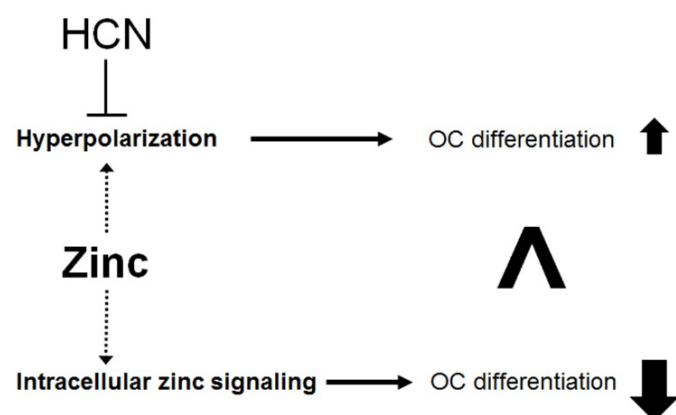 HCN
Hyperpolarization OC differentiation
Zinc
Intracellular zinc signaling OC differentiation